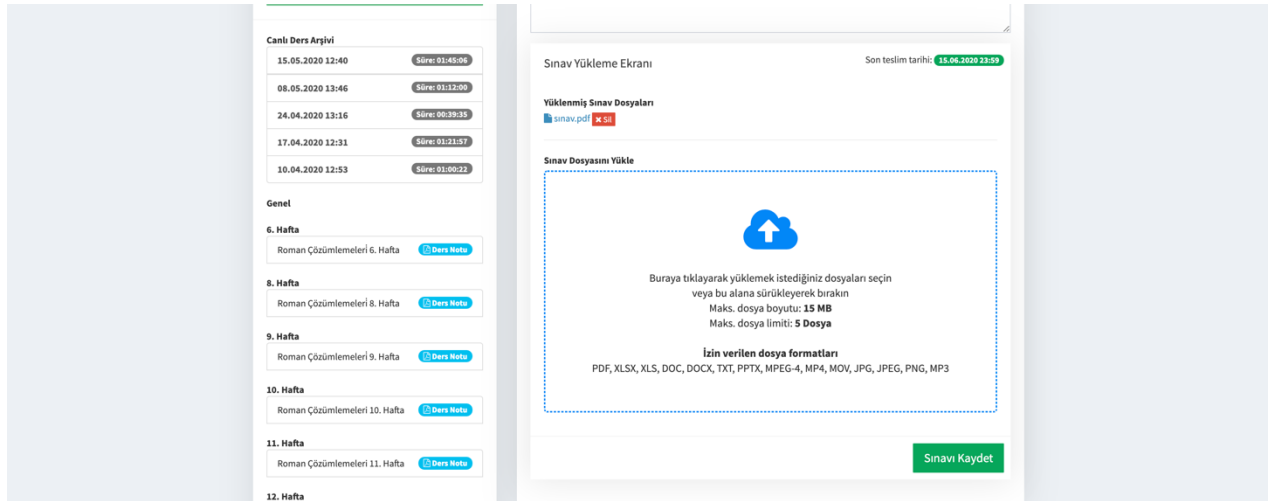 Canlı Ders Arşivi
15.05.2020 12:40 Süre: 01:45:06
08.05.2020 13:46 Süre: 01:12:00
24.04.2020 13:16 Süre: 00:39:35
17.04.2020 12:31 Süre: 01:21:57
10.04.2020 12:53 Süre: 01:00:22
Genel
6. Hafta
Roman Çözümlemeleri 6. Hafta Ders Notu
8. Hafta
Roman Çözümlemeleri 8. Hafta Ders Notu
9. Hafta
Roman Çözümlemeleri 9. Hafta Ders Notu
10. Hafta
Roman Çözümlemeleri 10. Hafta Ders Notu
11. Hafta
Roman Çözümlemeleri 11. Hafta Ders Notu
12. Hafta
Sınav Yükleme Ekranı Son teslim tarihi: 15.06.2020 23:59
Yüklenmiş Sınav Dosyaları
sınav.pdf Sil
Sınav Dosyasını Yükle
Buraya tıklayarak yüklemek istediğiniz dosyaları seçin
veya bu alana sürükleyerek bırakın
Maks. dosya boyutu: 15 MB
Maks. dosya limiti: 5 Dosya
İzin verilen dosya formatları
PDF, XLSX, XLS, DOC, DOCX, TXT, PPTX, MPEG-4, MP4, MOV, JPG, JPEG, PNG, MP3
Sınavı Kaydet